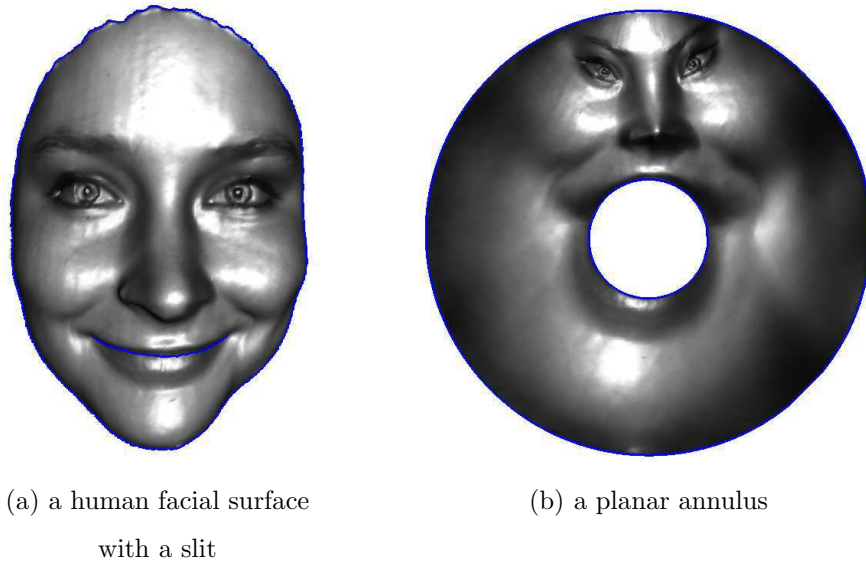 (a) a human facial surface
with a slit
(b) a planar annulus